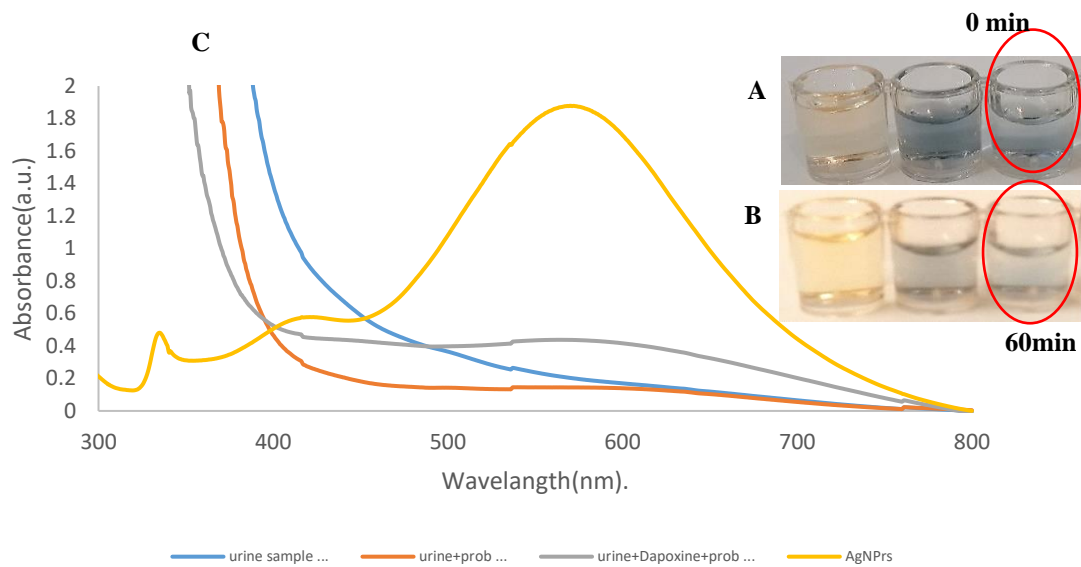 0 min
C
A
B
60min
2
1.8
1.6
1.4
1.2
1
0.8
0.6
0.4
0.2
0
Absorbance(a.u.)
300 400 500 600 700 800
Wavelangth(nm).
urine sample ... urine+prob ... urine+Dapoxine+prob ... AgNPrs